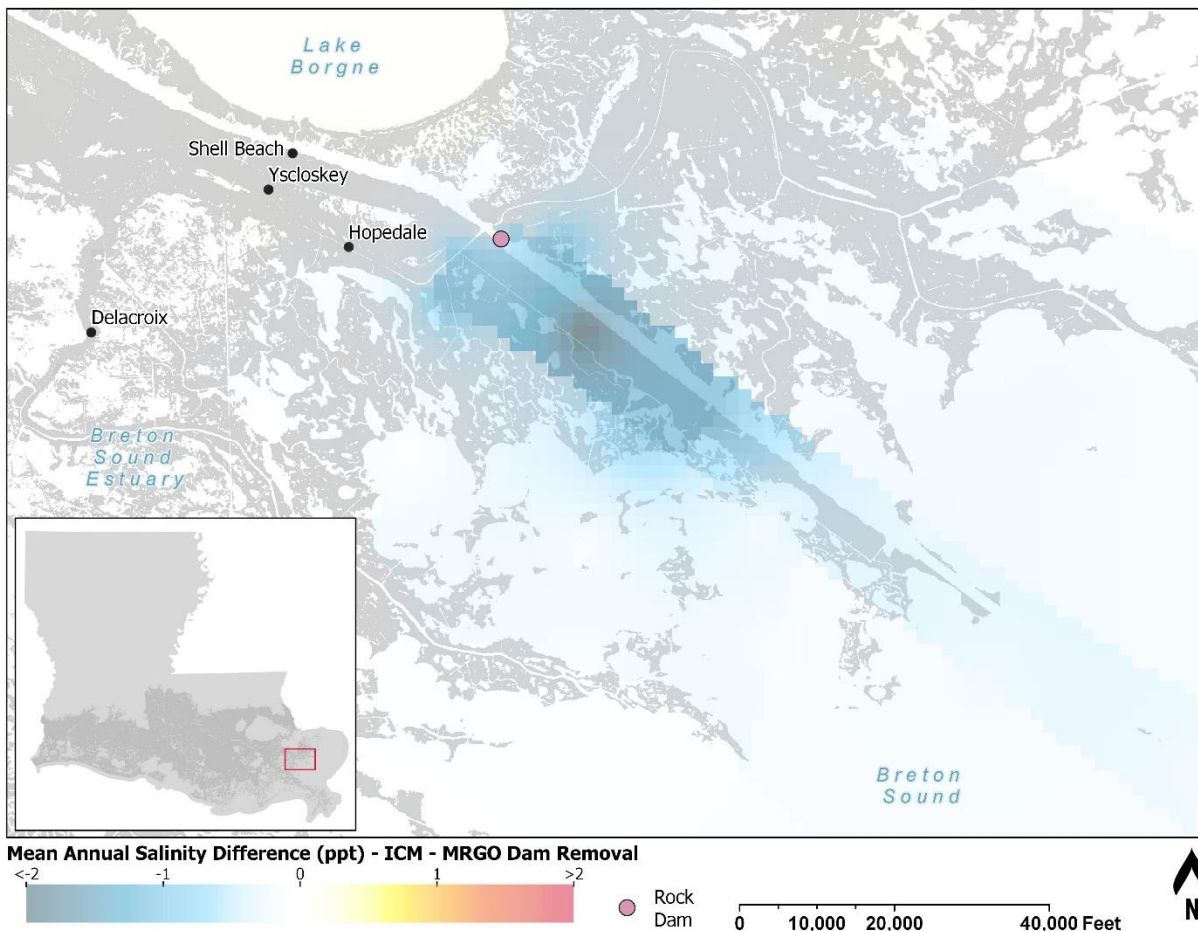 Lake
Borgne
Shell Beach
Yscloskey
Hopedale
Delacroix
Breton
Sound
Estuary
Breton
Sound
Mean Annual Salinity Difference (ppt) - ICM - MRGO Dam Removal
<-2 -1 0 1 >2
Rock
Dam
0 10,000 20,000 40,000 Feet
N